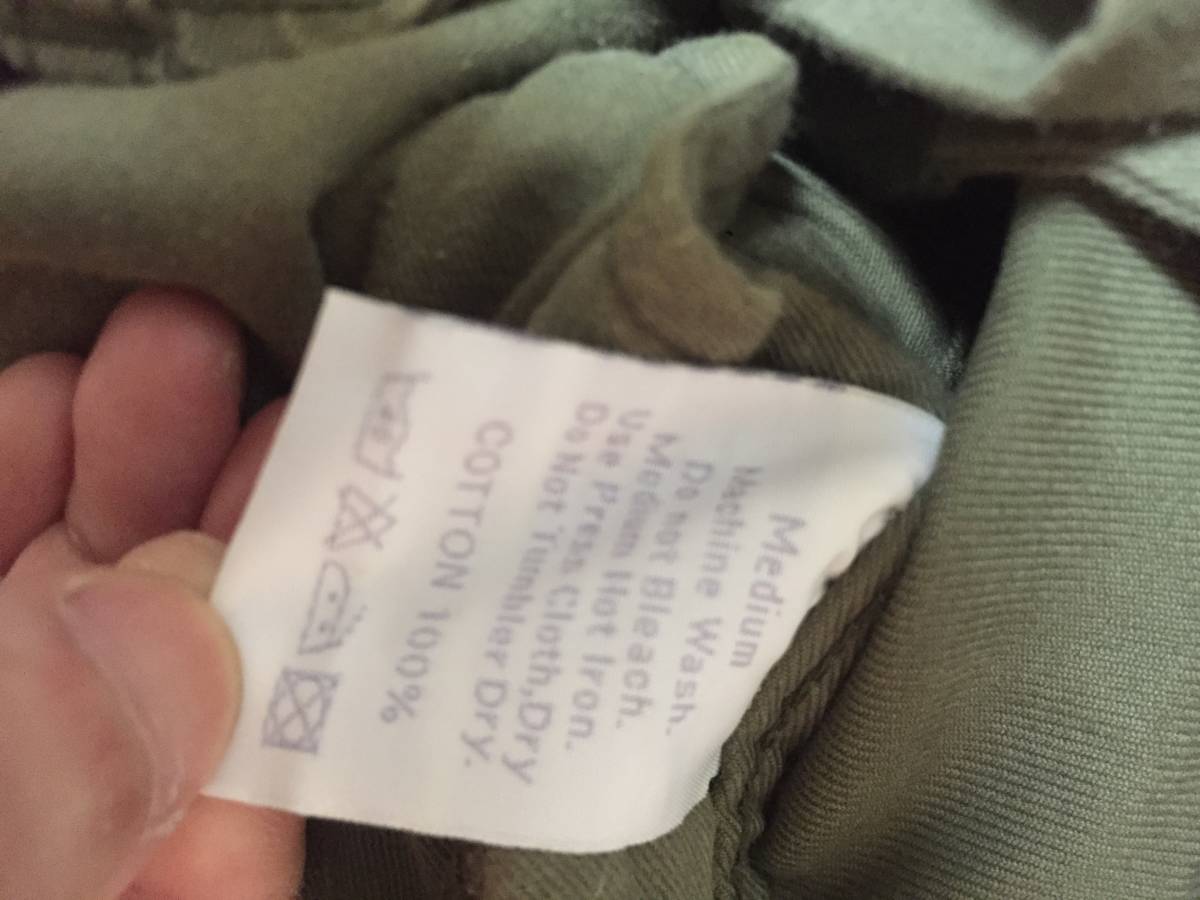 Medium
Machine Wash.
Do not Bleach.
Medium Hot Iron.
Use Press Cloth,Dry
Do Not Tumbler Dry.
COTTON 100%